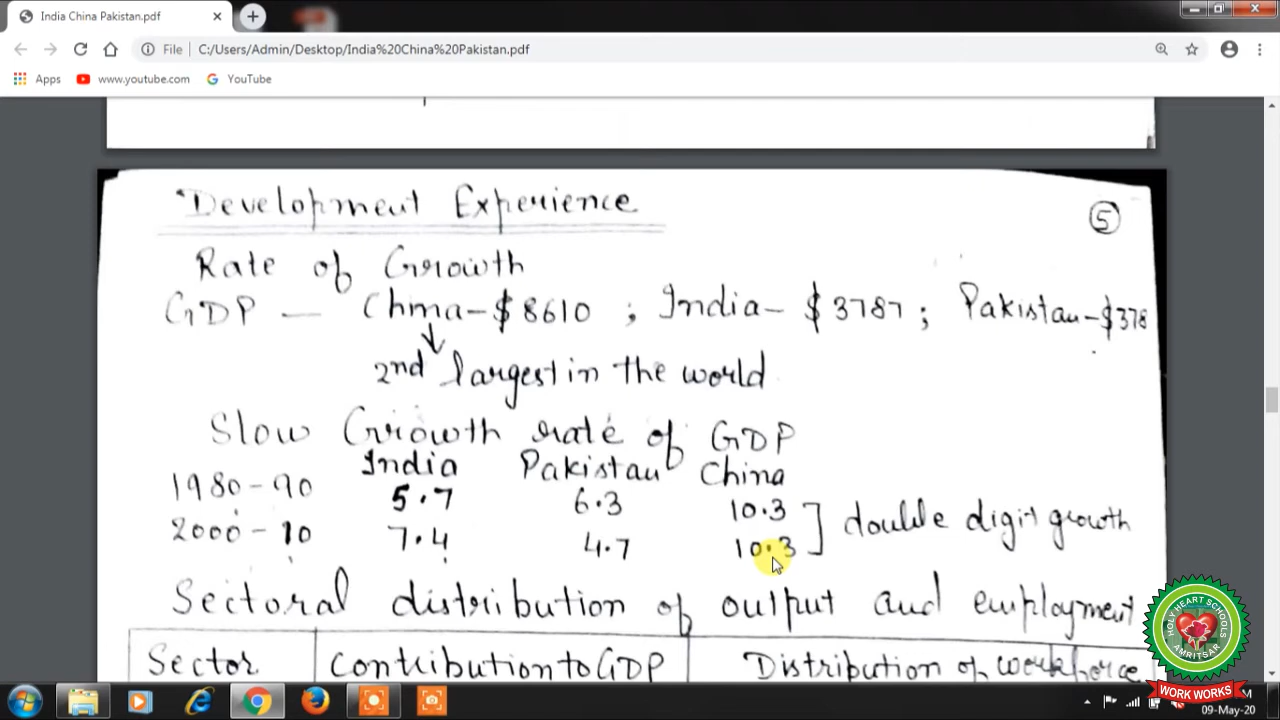 India China Pakistan.pdf
File C:/Users/Admin/Desktop/India%20China%20Pakistan.pdf
Apps www.youtube.com YouTube
Development Experience
5
Rate of Growth
GDP — China - $8610 ; India - $3787 ; Pakistan - $378
2nd largest in the world
Slow Growth rate of GDP
India Pakistan China
1980-90 5.7 6.3 10.3
2000-10 7.4 4.7 10.3
double digit growth
Sectoral distribution of output and employment
Sector Contribution to GDP Distribution of workforce
HOLY HEART SCHOOLS
AMRITSAR
WORK WORKS
09-May-20